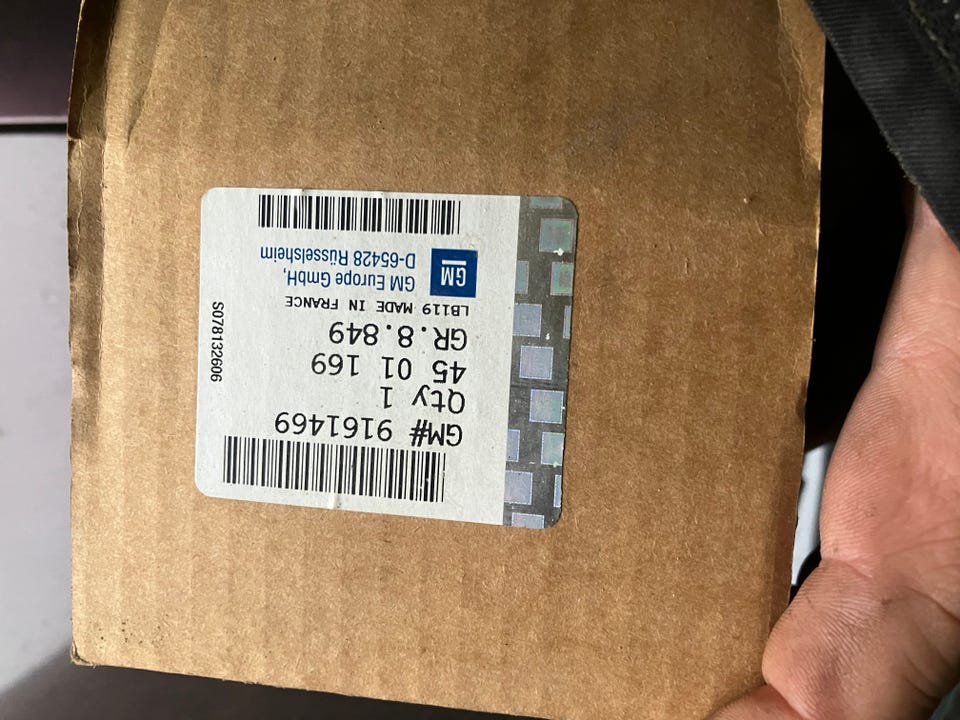 GM# 9161469
Qty 1
45 01 169
GR.8.849
LB119 MADE IN FRANCE
GM
GM Europe GmbH,
D-65428 Rüsselsheim
S078132606